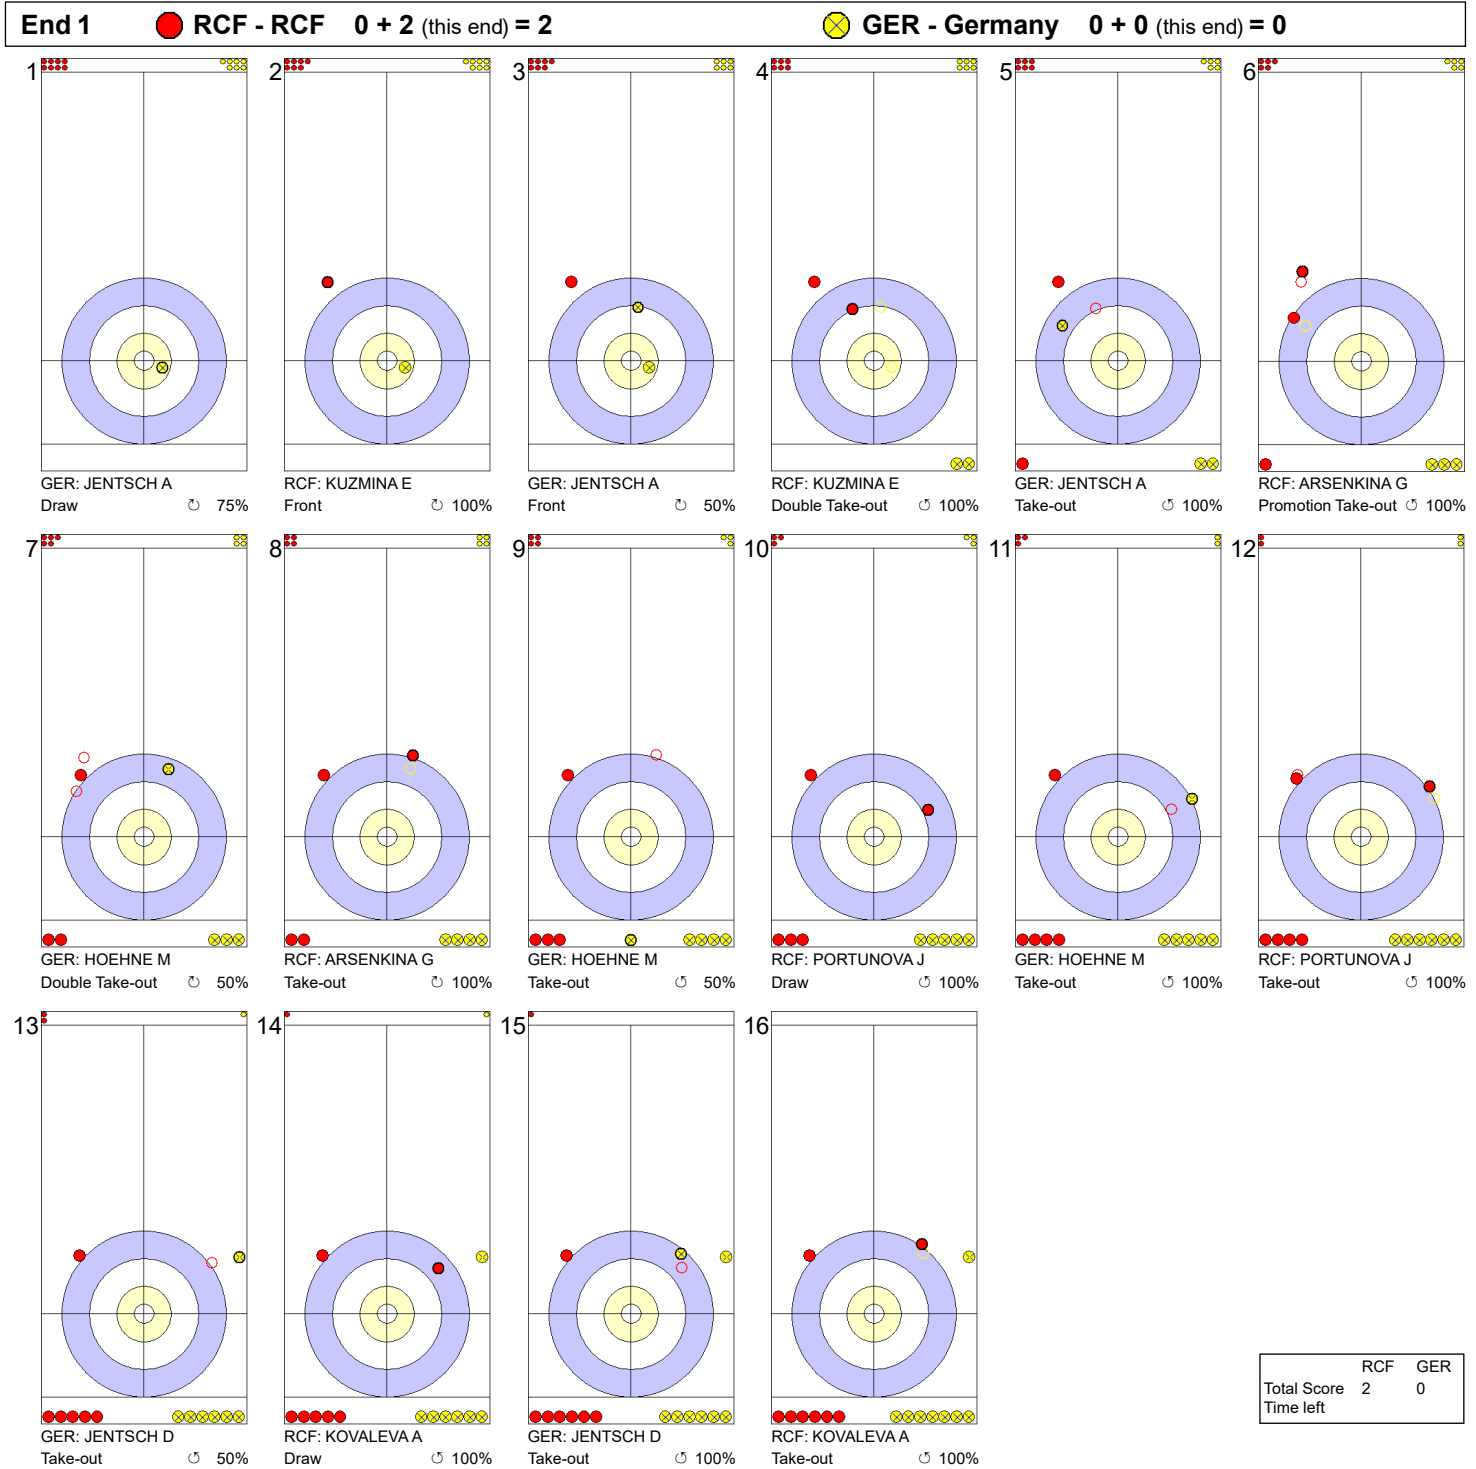 End 1 RCF - RCF 0 + 2 (this end) = 2 GER - Germany 0 + 0 (this end) = 0
1 2 3 4 5 6
GER: JENTSCH A RCF: KUZMINA E GER: JENTSCH A RCF: KUZMINA E GER: JENTSCH A RCF: ARSENKINA G
Draw ↻ 75% Front ↻ 100% Front ↻ 50% Double Take-out ↺ 100% Take-out ↺ 100% Promotion Take-out ↺ 100%
7 8 9 10 11 12
GER: HOEHNE M RCF: ARSENKINA G GER: HOEHNE M RCF: PORTUNOVA J GER: HOEHNE M RCF: PORTUNOVA J
Double Take-out ↻ 50% Take-out ↻ 100% Take-out ↺ 50% Draw ↺ 100% Take-out ↺ 100% Take-out ↺ 100%
13 14 15 16
GER: JENTSCH D RCF: KOVALEVA A GER: JENTSCH D RCF: KOVALEVA A
Take-out ↺ 50% Draw ↺ 100% Take-out ↺ 100% Take-out ↺ 100%
RCF GER
Total Score 2 0
Time left